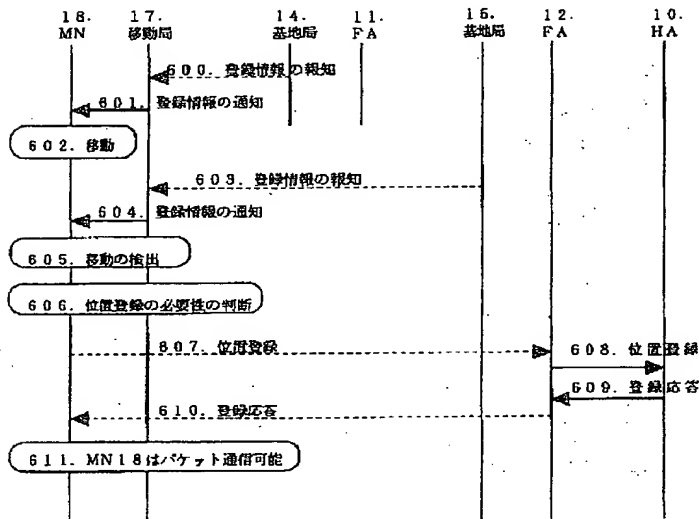 18. 17. 14. 11. 15. 12. 10.
MN 移動局 基地局 FA 基地局 FA HA
600. 登録情報の報知
601. 登録情報の通知
602. 移動
603. 登録情報の報知
604. 登録情報の通知
605. 移動の検出
606. 位置登録の必要性の判断
607. 位置登録
608. 位置登録
609. 登録応答
610. 登録応答
611. MN18はパケット通信可能